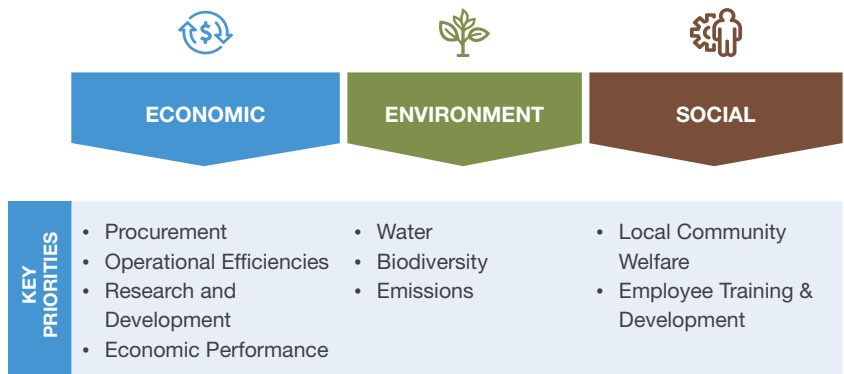 $
ECONOMIC
ENVIRONMENT
SOCIAL
KEY
PRIORITIES
• Procurement
• Operational Efficiencies
• Research and
Development
• Economic Performance
• Water
• Biodiversity
• Emissions
• Local Community
Welfare
• Employee Training &
Development